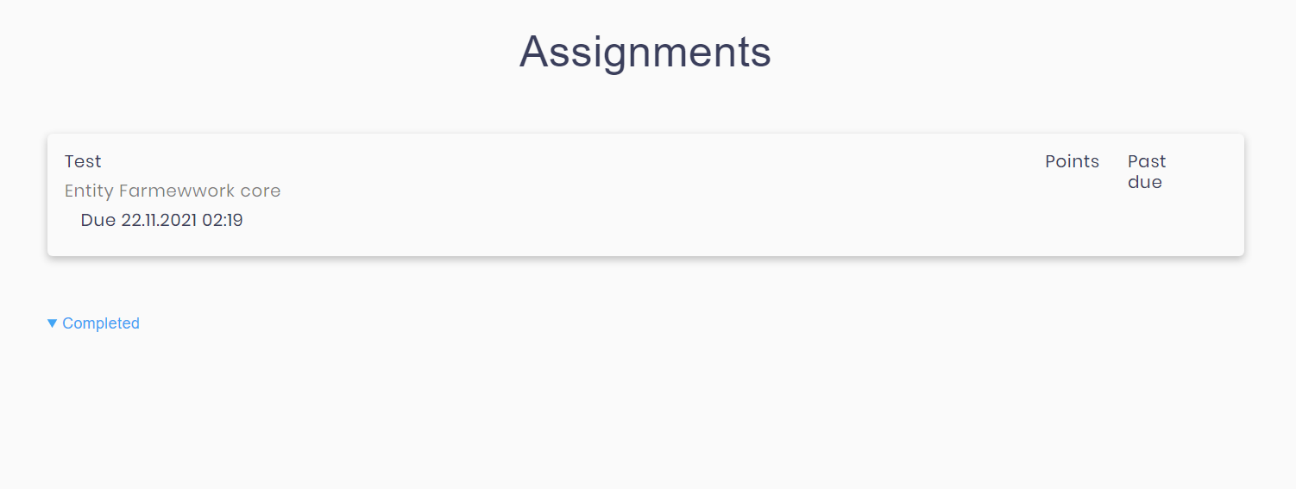 Assignments
Test
Points
Past
due
Entity Farmewwork core
Due 22.11.2021 02:19
Completed